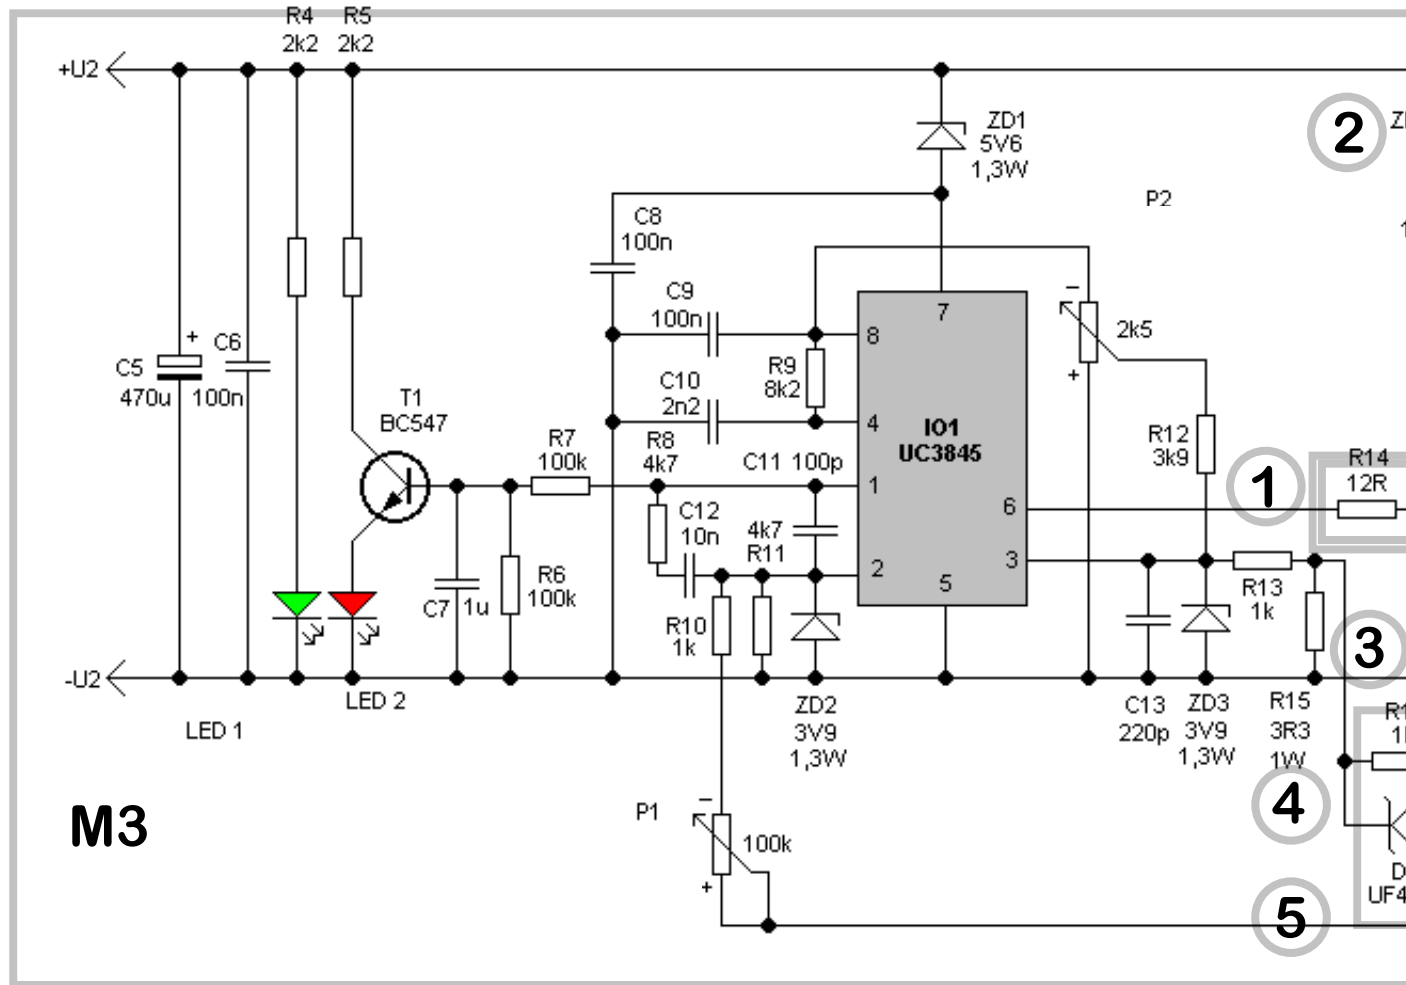 R4 R5
2k2 2k2
+U2
ZD1
5V6
1,3W
2
P2
C8
100n
C9
100n
7
8
2k5
C5
470u
+
C6
100n
T1
BC547
R9
8k2
C10
2n2
4
IO1
UC3845
R12
3k9
R7
100k
R8
4k7
C11 100p
1
1
R14
12R
6
C12
10n
4k7
R11
2
3
5
R6
100k
C7 1u
R10
1k
R13
1k
3
-U2
LED 1
LED 2
ZD2
3V9
1,3W
C13
220p
ZD3
3V9
1,3W
R15
3R3
1W
4
M3
P1
-
100k
+
-
+
5
UF4